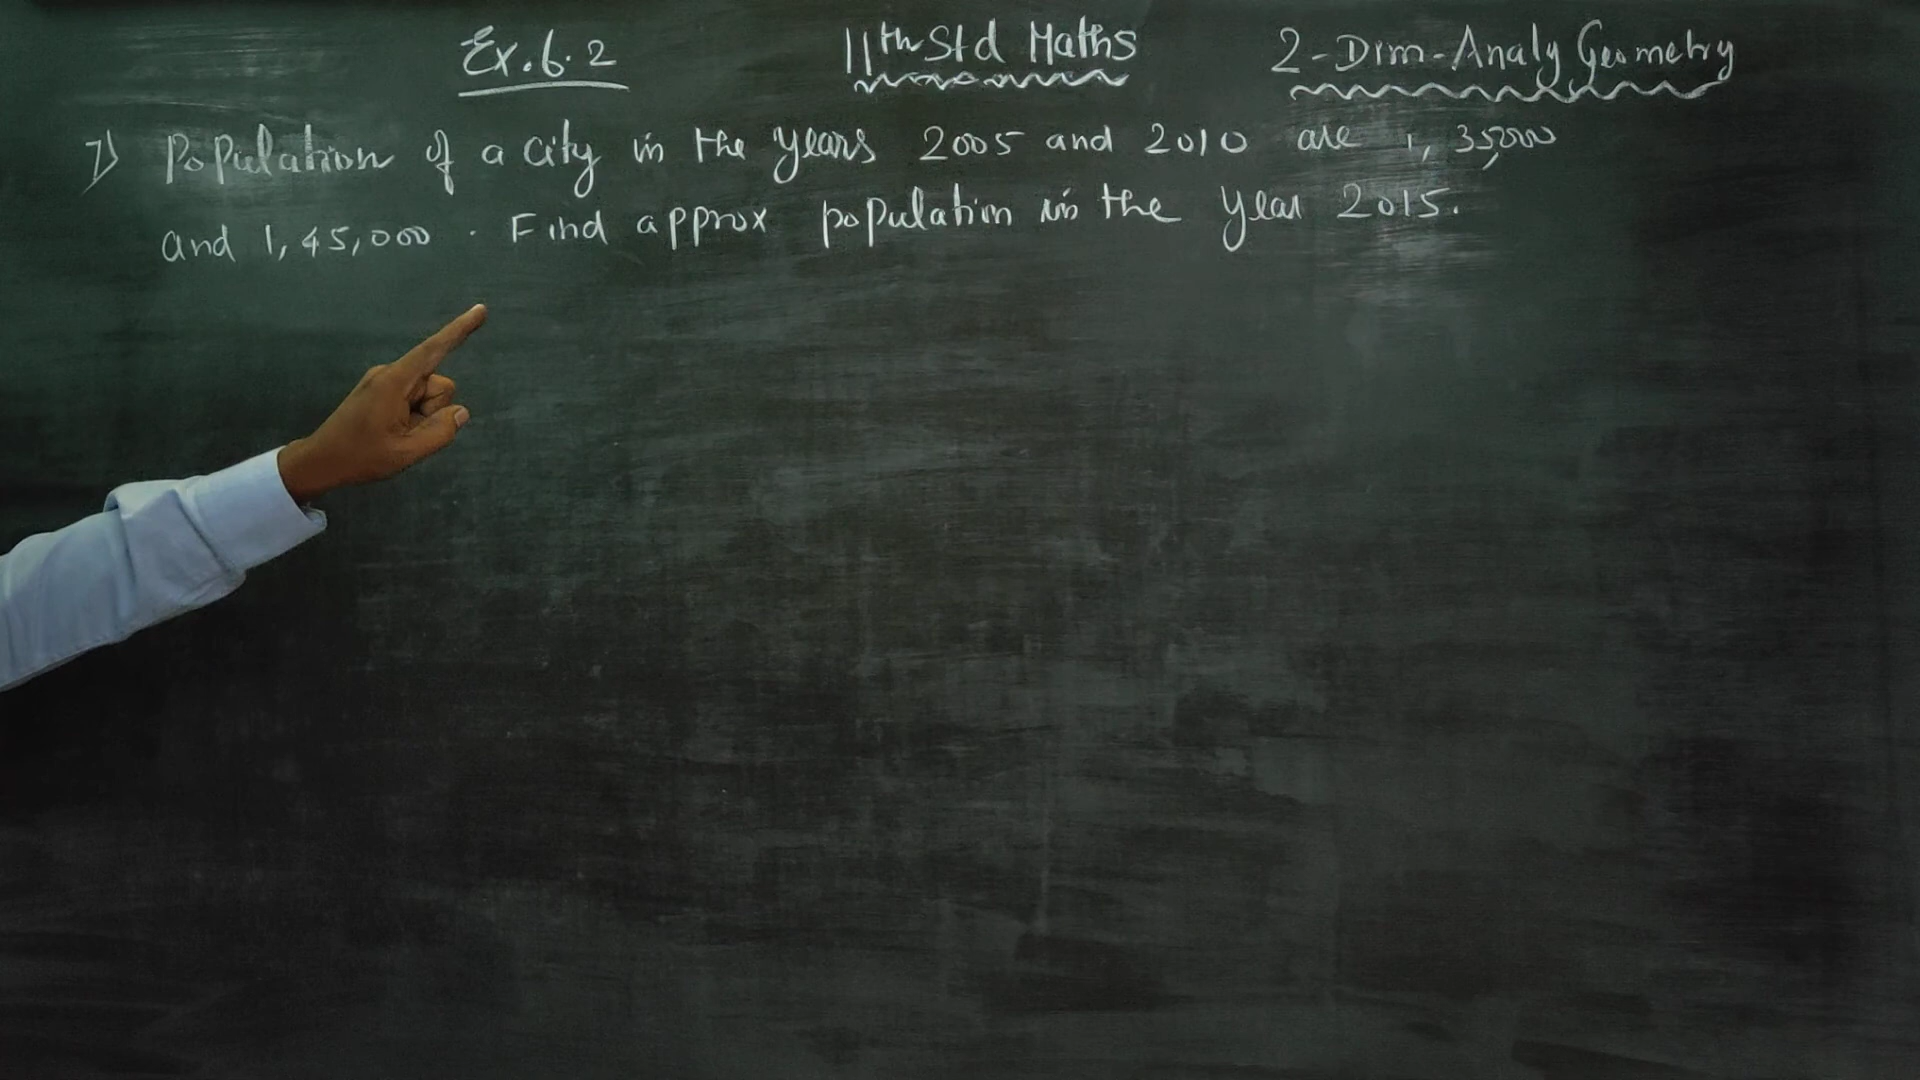 Ex. 6.2 11th Std Maths 2-Dim-Analy Geometry
7) Population of a city in the years 2005 and 2010 are 1,35,000
and 1,45,000. Find approx population in the year 2015.